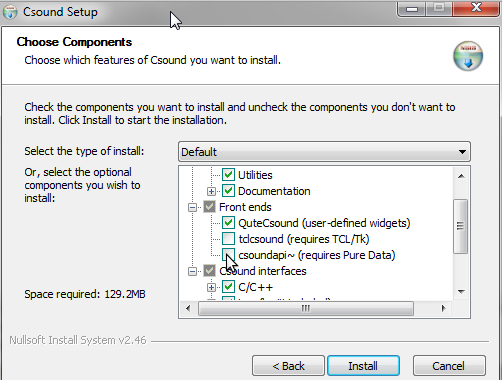 Csound Setup
Choose Components
Choose which features of Csound you want to install.
Check the components you want to install and uncheck the components you don't want to
install. Click Install to start the installation.
Select the type of install:
Default
Or, select the optional
components you wish to
install:
Utilities
Documentation
Front ends
QuteCsound (user-defined widgets)
tclcsound (requires TCL/Tk)
csoundapi~ (requires Pure Data)
Csound interfaces
C/C++
Space required: 129.2MB
Nullsoft Install System v2.46
< Back
Install
Cancel